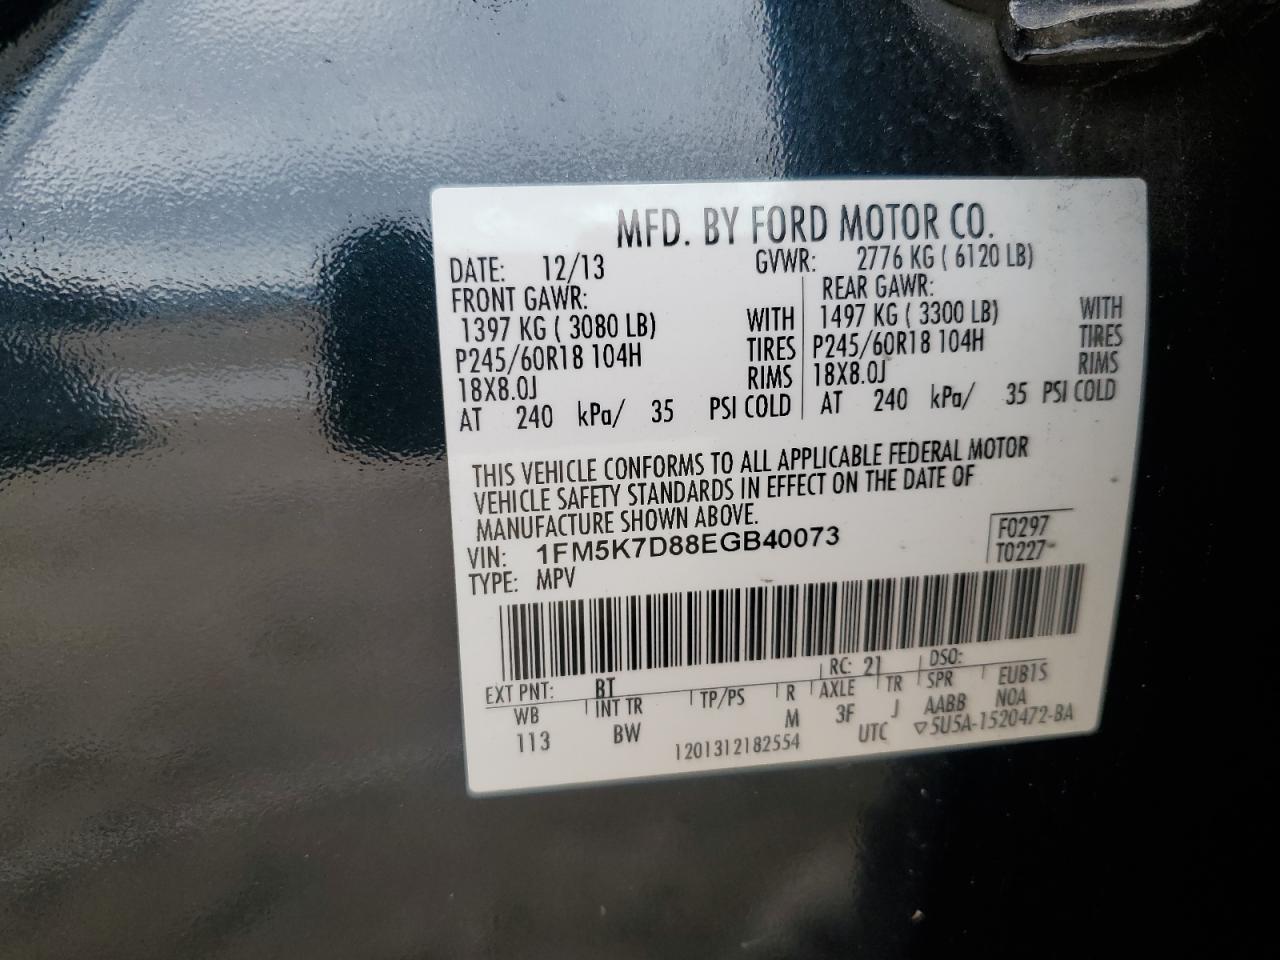 MFD. BY FORD MOTOR CO.
DATE: 12/13 GVWR: 2776 KG ( 6120 LB)
FRONT GAWR: REAR GAWR:
1397 KG ( 3080 LB) WITH 1497 KG ( 3300 LB) WITH
P245/60R18 104H TIRES P245/60R18 104H TIRES
18X8.0J RIMS 18X8.0J RIMS
AT 240 kPa/ 35 PSI COLD AT 240 kPa/ 35 PSI COLD
THIS VEHICLE CONFORMS TO ALL APPLICABLE FEDERAL MOTOR
VEHICLE SAFETY STANDARDS IN EFFECT ON THE DATE OF
MANUFACTURE SHOWN ABOVE.
VIN: 1FM5K7D88EGB40073 F0297
TYPE: MPV T0227
EXT PNT: BT RC: 21 DSO:
WB INT TR TP/PS R AXLE TR SPR EUB1S
113 BW M 3F J AABB NOA
1201312182554 UTC ▽5U5A-1520472-BA